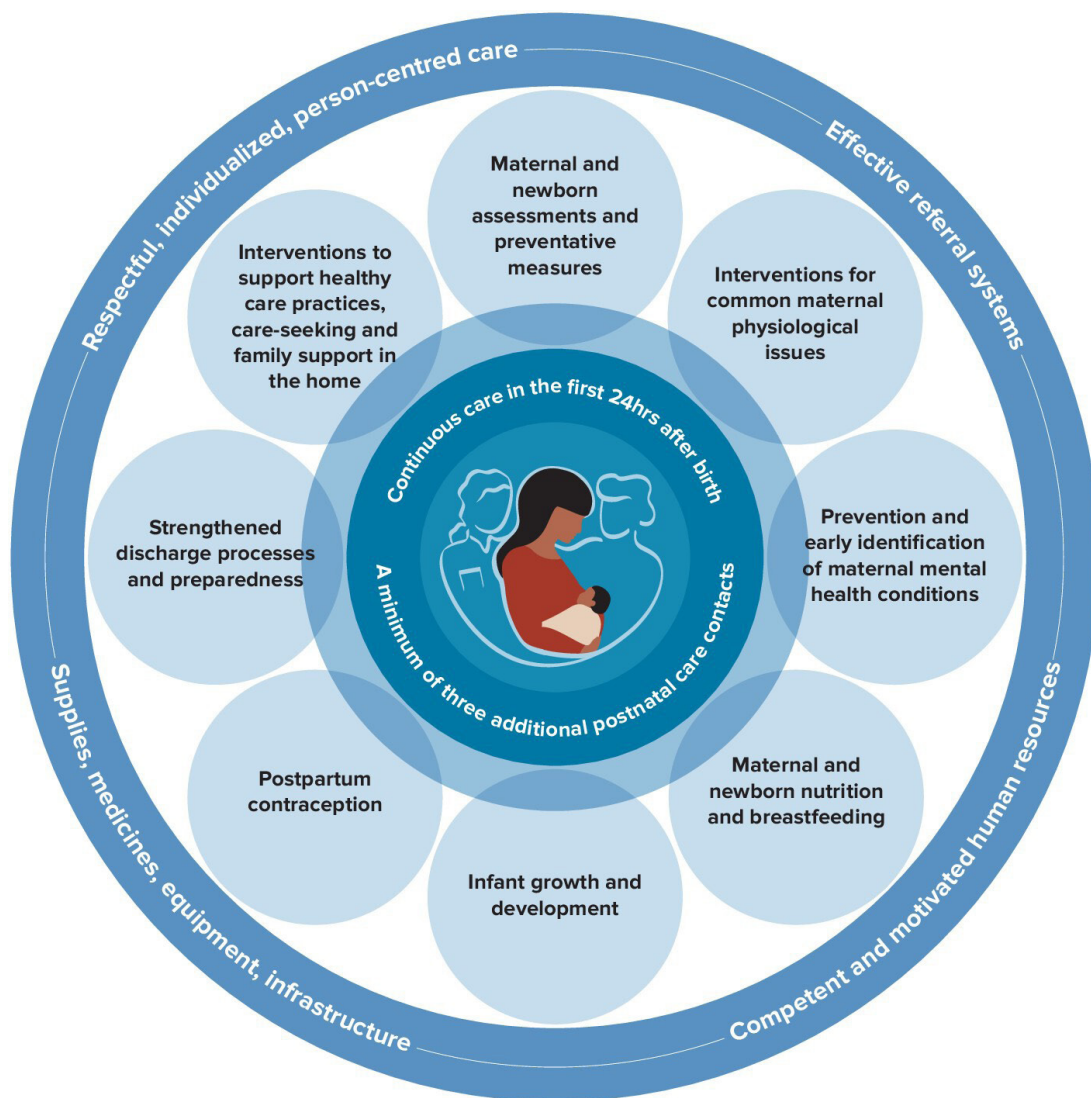 Respectful, individualized, person-centred care
Effective referral systems
Competent and motivated human resources
Supplies, medicines, equipment, infrastructure
Maternal and
newborn
assessments and
preventative
measures
Interventions for
common maternal
physiological
issues
Prevention and
early identification
of maternal mental
health conditions
Maternal and
newborn nutrition
and breastfeeding
Infant growth and
development
Postpartum
contraception
Strengthened
discharge processes
and preparedness
Interventions to
support healthy
care practices,
care-seeking and
family support in
the home
Continuous care in the first 24hrs after birth
A minimum of three additional postnatal care contacts